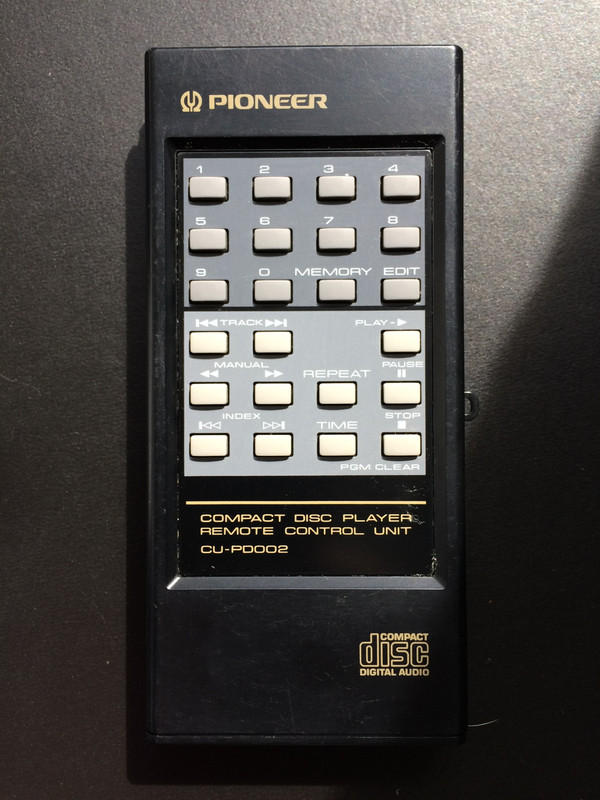 PIONEER
1 2 3 4
5 6 7 8
9 0 MEMORY EDIT
TRACK PLAY
MANUAL PAUSE
REPEAT
INDEX STOP
TIME
PGM CLEAR
COMPACT DISC PLAYER
REMOTE CONTROL UNIT
CU-PD002
COMPACT
disc
DIGITAL AUDIO